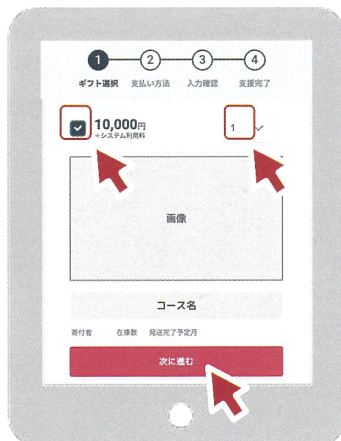 1 2 3 4
ギフト選択 支払い方法 入力確認 支援完了
10,000円
+システム利用料
1
画像
コース名
寄付者 在庫数 発送完了予定月
次に進む